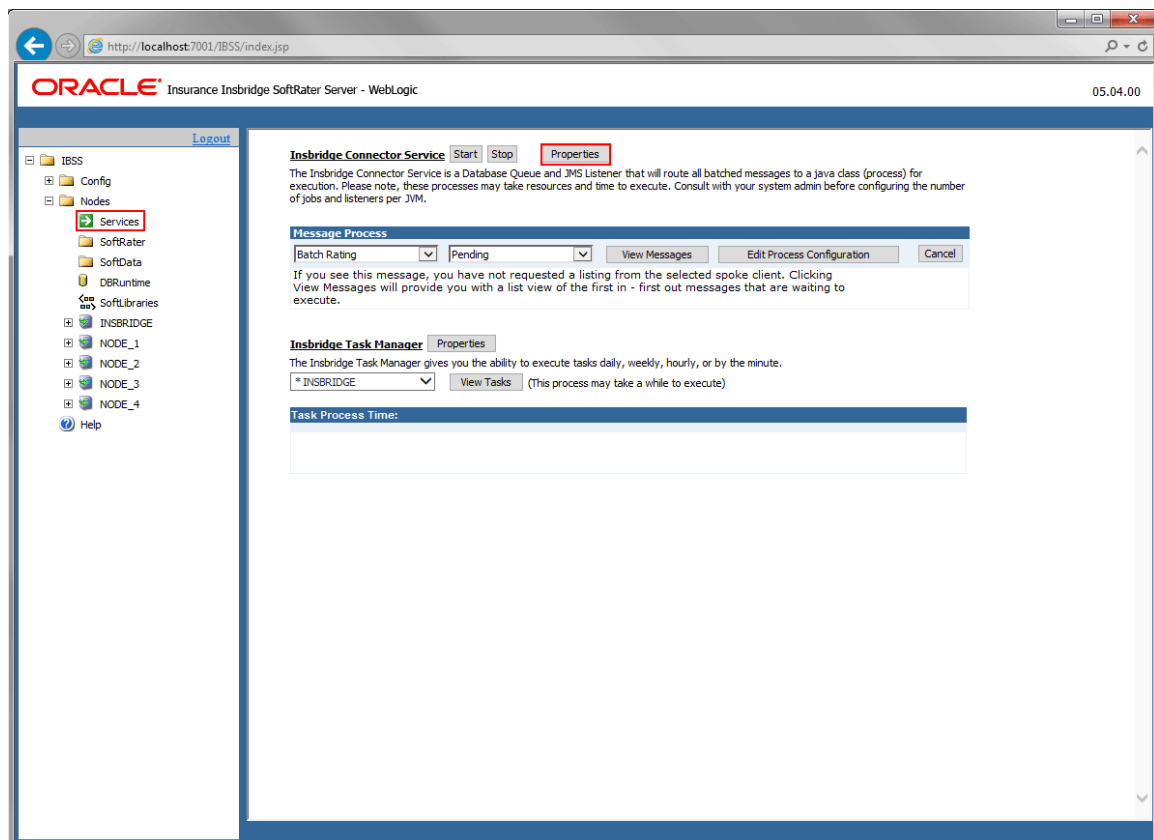 http://localhost:7001/IBSS/index.jsp
ORACLE® Insurance Insbridge SoftRater Server - WebLogic
05.04.00
Logout
IBSS
Config
Nodes
Services
SoftRater
SoftData
DBRuntime
SoftLibraries
INSBRIDGE
NODE_1
NODE_2
NODE_3
NODE_4
Help
Insbridge Connector Service Start Stop Properties
The Insbridge Connector Service is a Database Queue and JMS Listener that will route all batched messages to a java class (process) for
execution. Please note, these processes may take resources and time to execute. Consult with your system admin before configuring the number
of jobs and listeners per JVM.
Message Process
Batch Rating Pending View Messages Edit Process Configuration Cancel
If you see this message, you have not requested a listing from the selected spoke client. Clicking
View Messages will provide you with a list view of the first in - first out messages that are waiting to
execute.
Insbridge Task Manager Properties
The Insbridge Task Manager gives you the ability to execute tasks daily, weekly, hourly, or by the minute.
* INSBRIDGE View Tasks (This process may take a while to execute)
Task Process Time: